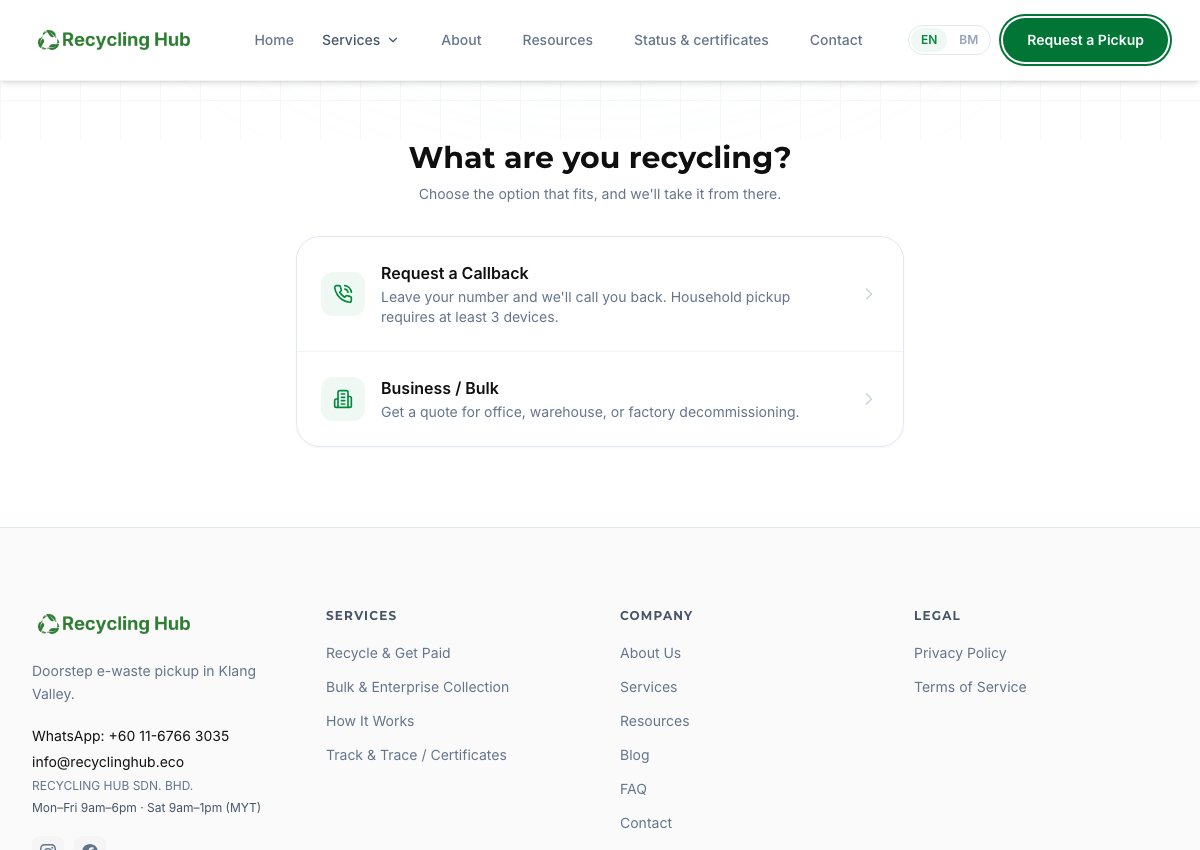 Recycling Hub
Home
Services
About
Resources
Status & certificates
Contact
EN
BM
Request a Pickup
What are you recycling?
Choose the option that fits, and we'll take it from there.
Request a Callback
Leave your number and we'll call you back. Household pickup
requires at least 3 devices.
Business / Bulk
Get a quote for office, warehouse, or factory decommissioning.
Recycling Hub
Doorstep e-waste pickup in Klang
Valley.
WhatsApp: +60 11-6766 3035
info@recyclinghub.eco
RECYCLING HUB SDN. BHD.
Mon–Fri 9am–6pm · Sat 9am–1pm (MYT)
SERVICES
Recycle & Get Paid
Bulk & Enterprise Collection
How It Works
Track & Trace / Certificates
COMPANY
About Us
Services
Resources
Blog
FAQ
Contact
LEGAL
Privacy Policy
Terms of Service